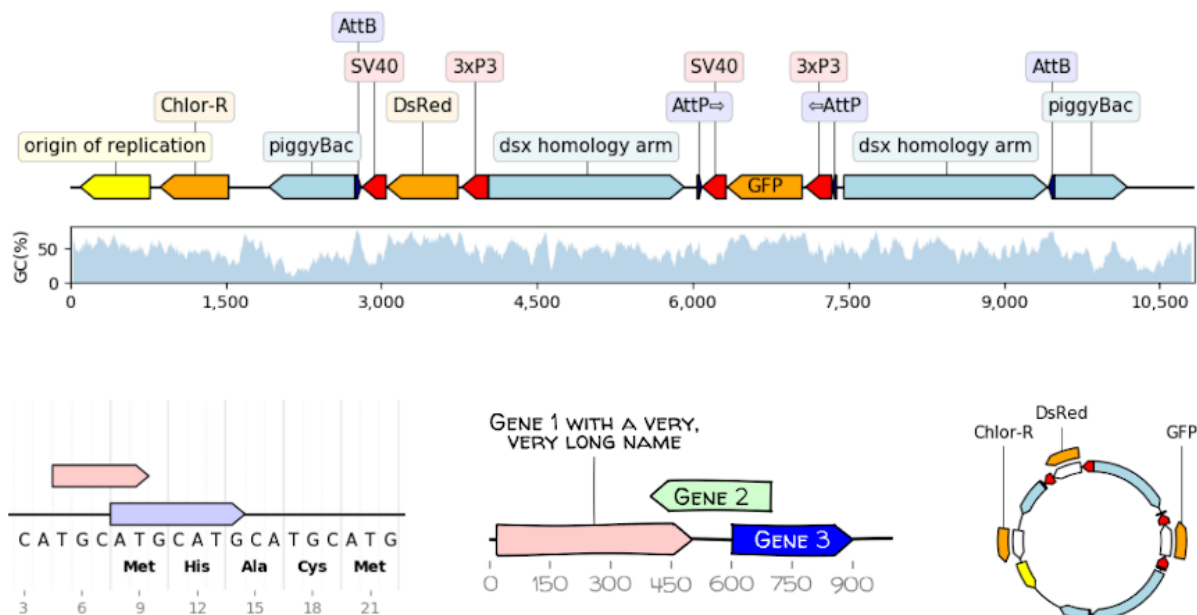 AttB
SV40 3xP3 SV40 3xP3 AttB
Chlor-R DsRed AttP⇨ ⇦AttP piggyBac
origin of replication piggyBac dsx homology arm dsx homology arm
GFP
GC(%)
50
0
0 1,500 3,000 4,500 6,000 7,500 9,000 10,500
C A T G C A T G C A T G C A T G C A T G
Met His Ala Cys Met
3 6 9 12 15 18 21
GENE 1 WITH A VERY,
VERY LONG NAME
GENE 2
GENE 3
0 150 300 450 600 750 900
DsRed
Chlor-R GFP